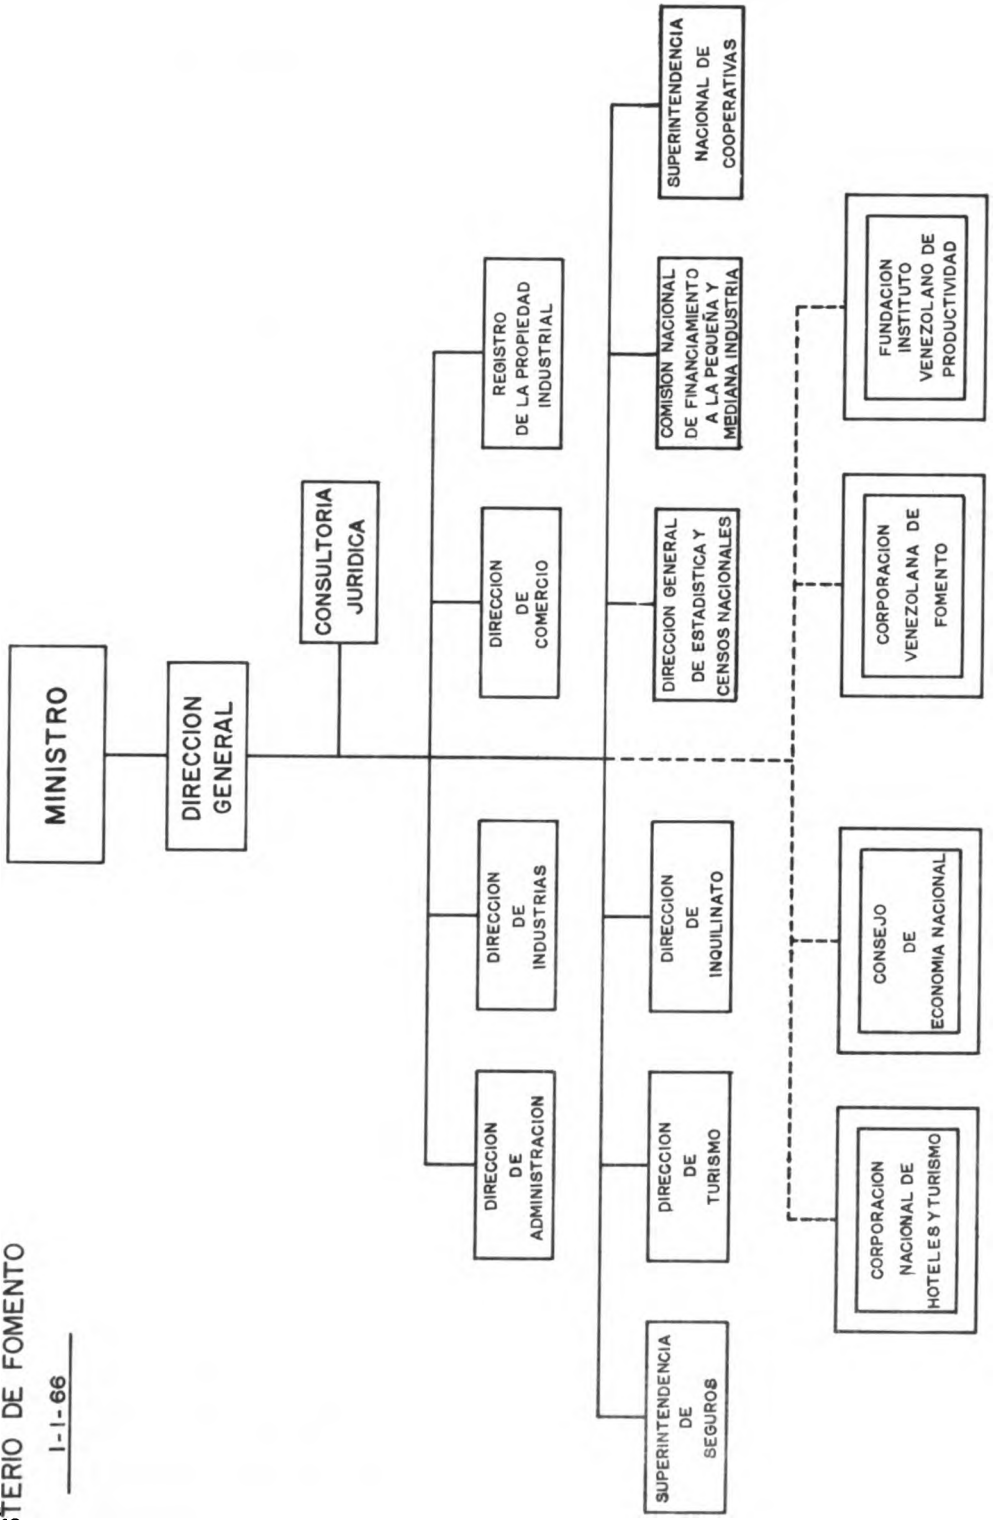 STERIO DE FOMENTO
1-1-66
MINISTRO
DIRECCION
GENERAL
CONSULTORIA
JURIDICA
DIRECCION
DE
ADMINISTRACION
DIRECCION
DE
INDUSTRIAS
DIRECCION
DE
COMERCIO
REGISTRO
DE LA PROPIEDAD
INDUSTRIAL
SUPERINTENDENCIA
DE
SEGUROS
DIRECCION
DE
TURISMO
DIRECCION
DE
INQUILINATO
DIRECCION GENERAL
DE ESTADISTICA Y
CENSOS NACIONALES
COMISION NACIONAL
DE FINANCIAMIENTO
A LA PEQUEÑA Y
MEDIANA INDUSTRIA
SUPERINTENDENCIA
NACIONAL DE
COOPERATIVAS
CORPORACION
NACIONAL DE
HOTELES Y TURISMO
CONSEJO
DE
ECONOMIA NACIONAL
CORPORACION
VENEZOLANA DE
FOMENTO
FUNDACION
INSTITUTO
VENEZOLANO DE
PRODUCTIVIDAD